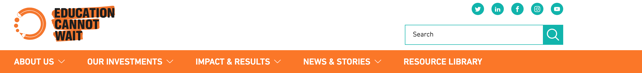 EDUCATION
CANNOT
WAIT
Search
ABOUT US
OUR INVESTMENTS
IMPACT & RESULTS
NEWS & STORIES
RESOURCE LIBRARY